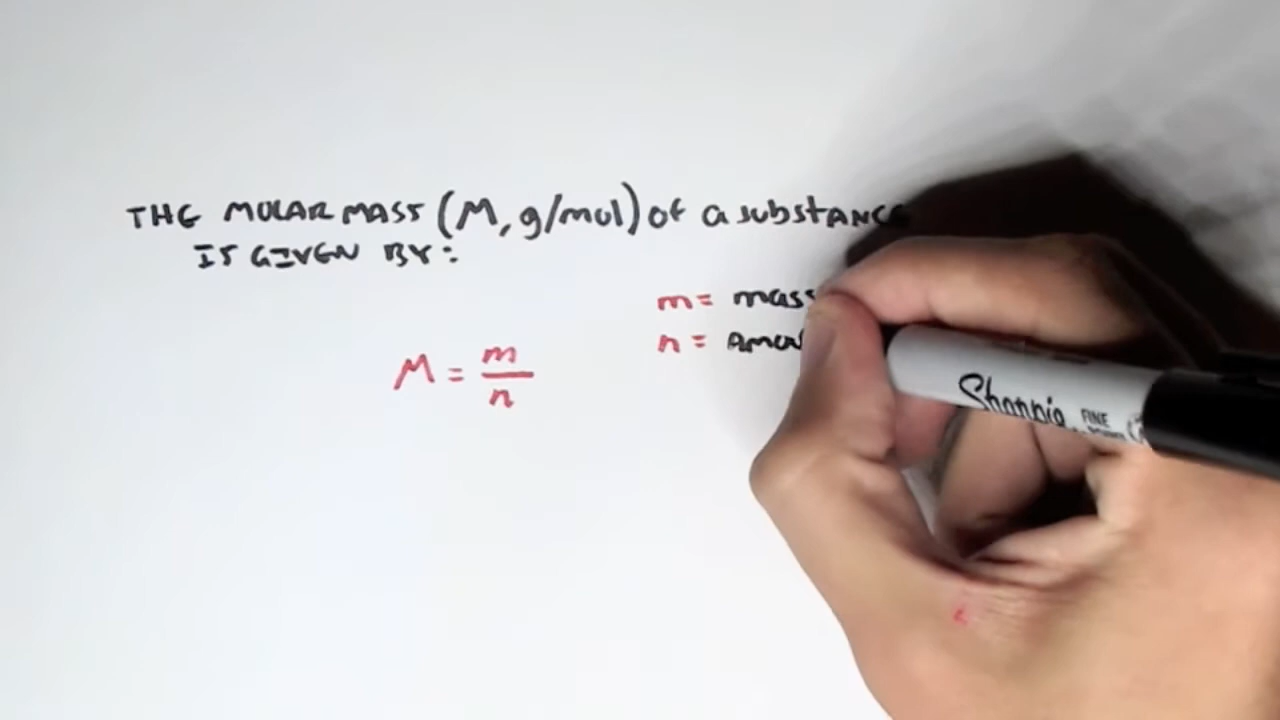 THE MOLAR MASS (M, g/mol) of a substANCE
IS GIVEN BY:
m = mass
n =
M = m
n
Sharpie
FINE